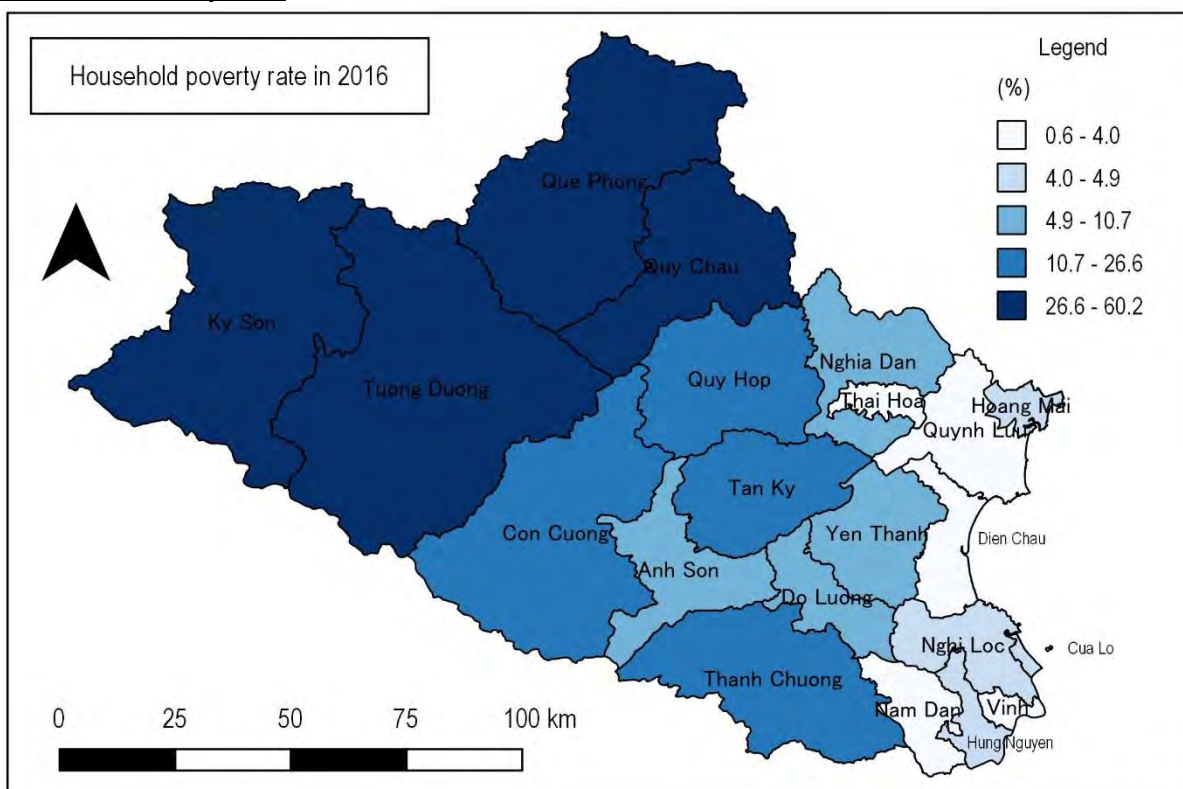 Household poverty rate in 2016
Legend
(%)
0.6 - 4.0
4.0 - 4.9
4.9 - 10.7
10.7 - 26.6
26.6 - 60.2
Que Phong
Quy Chau
Ky Son
Tuong Duong
Quy Hop
Nghia Dan
Thai Hoa
Hoang Mai
Quynh Luu
Tan Ky
Con Cuong
Yen Thanh
Dien Chau
Anh Son
Do Luong
Nghi Loc
Cua Lo
Thanh Chuong
Nam Dan
Vinh
Hung Nguyen
0 25 50 75 100 km